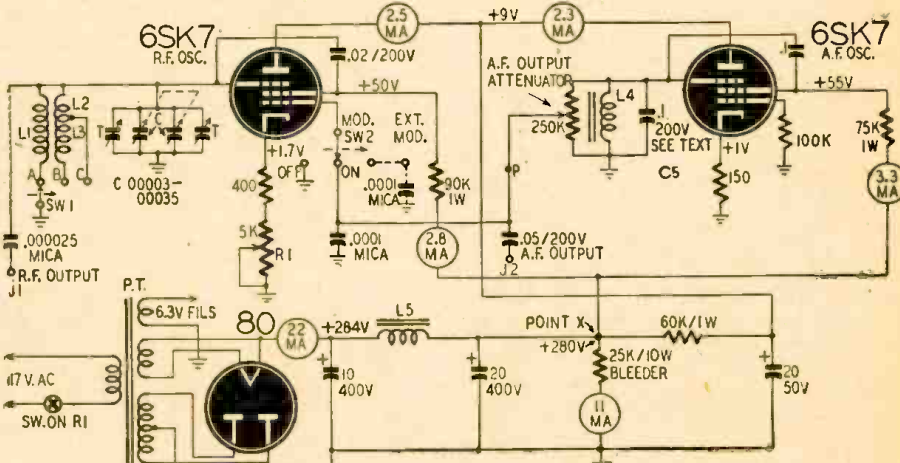 6SK7
R.F. OSC.
2.5
MA
+9V
2.3
MA
6SK7
A.F. OSC.
.02/200V
+50V
A.F. OUTPUT
ATTENUATOR
250K
L4
.1
200V
SEE TEXT
C5
.1
+55V
100K
75K
1W
3.3
MA
+1V
150
L1
L2
L3
T
C
T
A
B
C
SW1
C 00003-
00035
+1.7V
400
5K
R1
MOD.
SW2
OFF
ON
EXT.
MOD.
.0001
MICA
.0001
MICA
90K
1W
2.8
MA
P
.05/200V
A.F. OUTPUT
J2
.000025
MICA
R.F. OUTPUT
J1
P.T.
6.3V FILS
80
22
MA
+284V
L5
POINT X
+280V
60K/1W
25K/10W
BLEEDER
11
MA
117 V. AC
SW. ON R1
+
10
400V
+
20
400V
+
20
50V